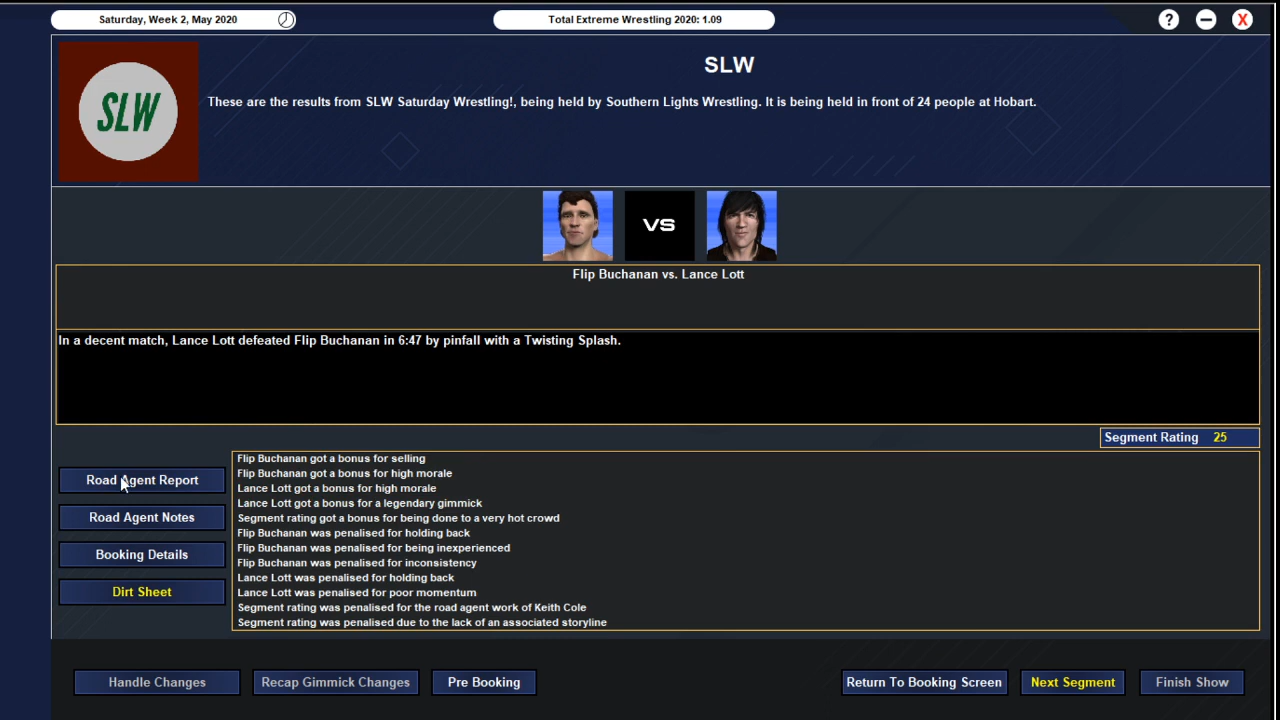 Saturday, Week 2, May 2020
Total Extreme Wrestling 2020: 1.09
?
X
SLW
SLW
These are the results from SLW Saturday Wrestling!, being held by Southern Lights Wrestling. It is being held in front of 24 people at Hobart.
VS
Flip Buchanan vs. Lance Lott
In a decent match, Lance Lott defeated Flip Buchanan in 6:47 by pinfall with a Twisting Splash.
Segment Rating 25
Road Agent Report
Road Agent Notes
Booking Details
Dirt Sheet
Flip Buchanan got a bonus for selling
Flip Buchanan got a bonus for high morale
Lance Lott got a bonus for high morale
Lance Lott got a bonus for a legendary gimmick
Segment rating got a bonus for being done to a very hot crowd
Flip Buchanan was penalised for holding back
Flip Buchanan was penalised for being inexperienced
Flip Buchanan was penalised for inconsistency
Lance Lott was penalised for holding back
Lance Lott was penalised for poor momentum
Segment rating was penalised for the road agent work of Keith Cole
Segment rating was penalised due to the lack of an associated storyline
Handle Changes
Recap Gimmick Changes
Pre Booking
Return To Booking Screen
Next Segment
Finish Show